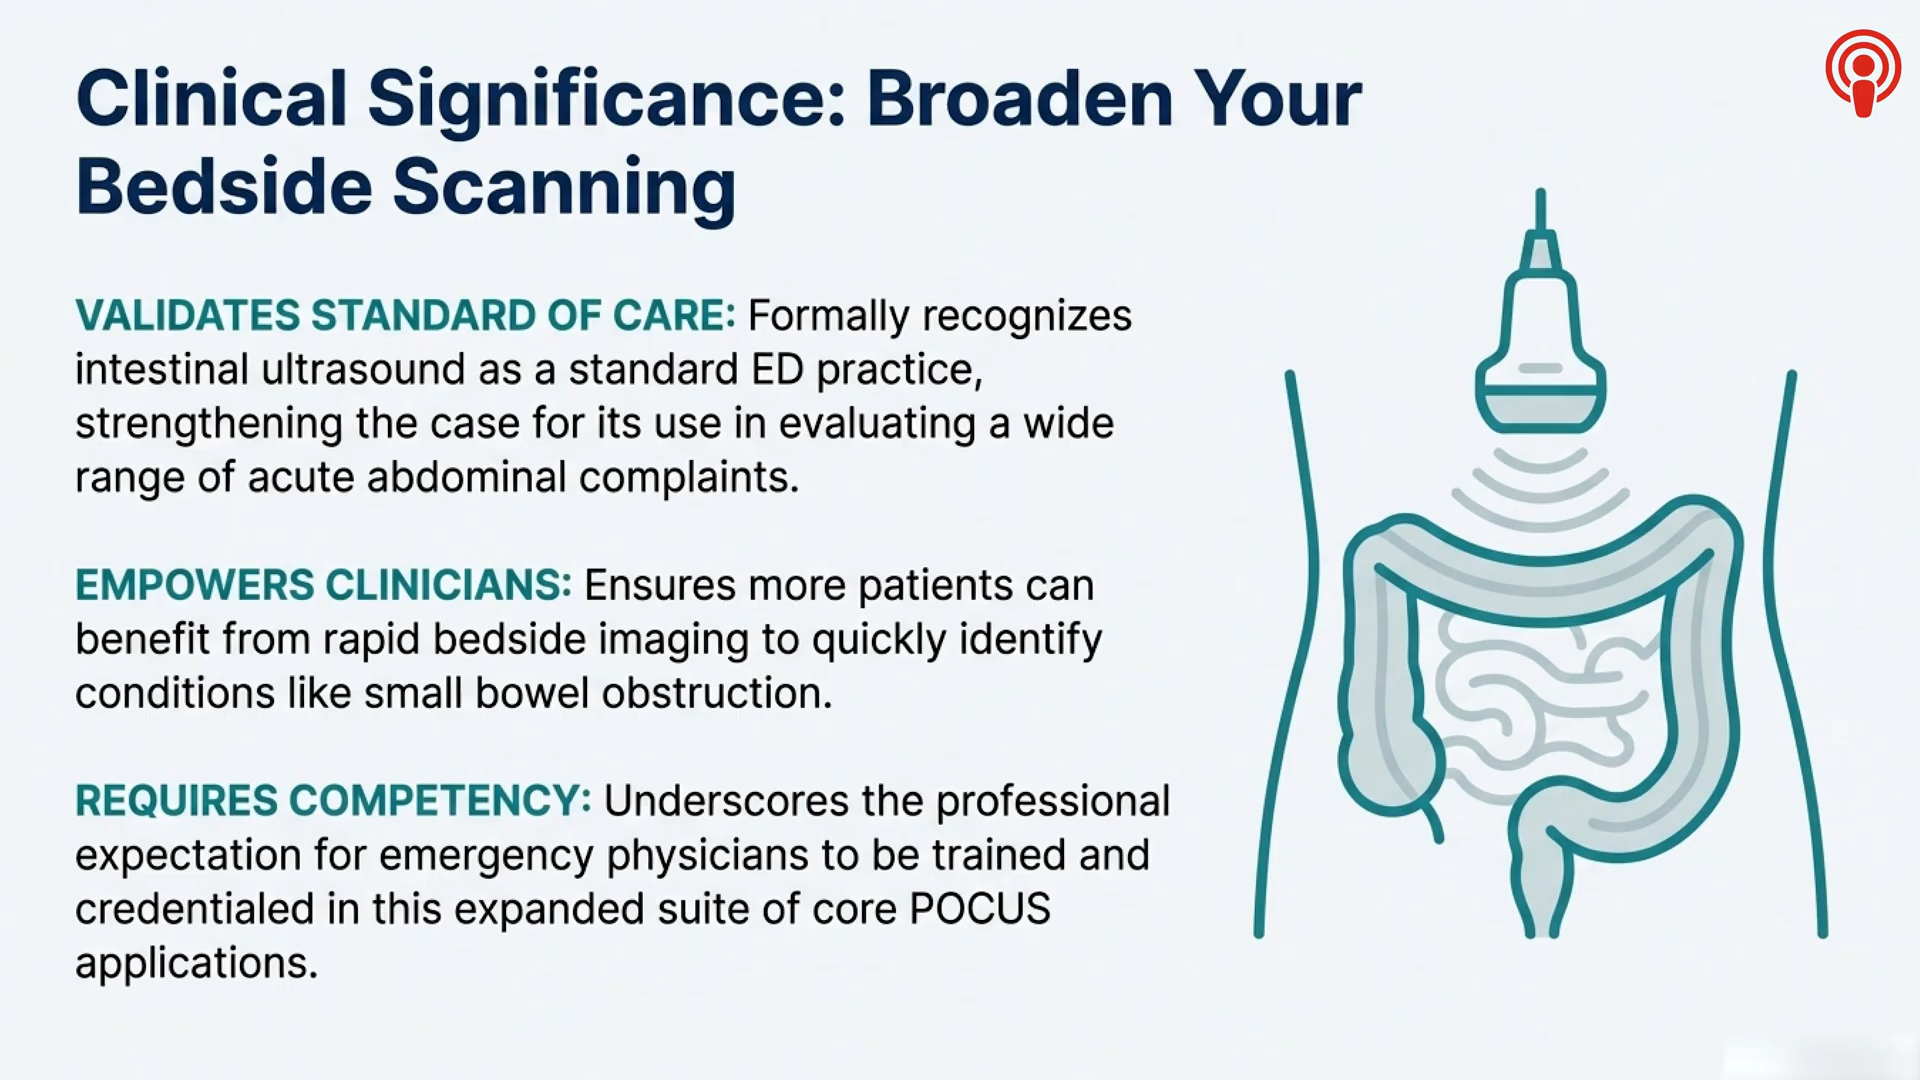 Clinical Significance: Broaden Your
Bedside Scanning
VALIDATES STANDARD OF CARE: Formally recognizes
intestinal ultrasound as a standard ED practice,
strengthening the case for its use in evaluating a wide
range of acute abdominal complaints.
EMPOWERS CLINICIANS: Ensures more patients can
benefit from rapid bedside imaging to quickly identify
conditions like small bowel obstruction.
REQUIRES COMPETENCY: Underscores the professional
expectation for emergency physicians to be trained and
credentialed in this expanded suite of core POCUS
applications.